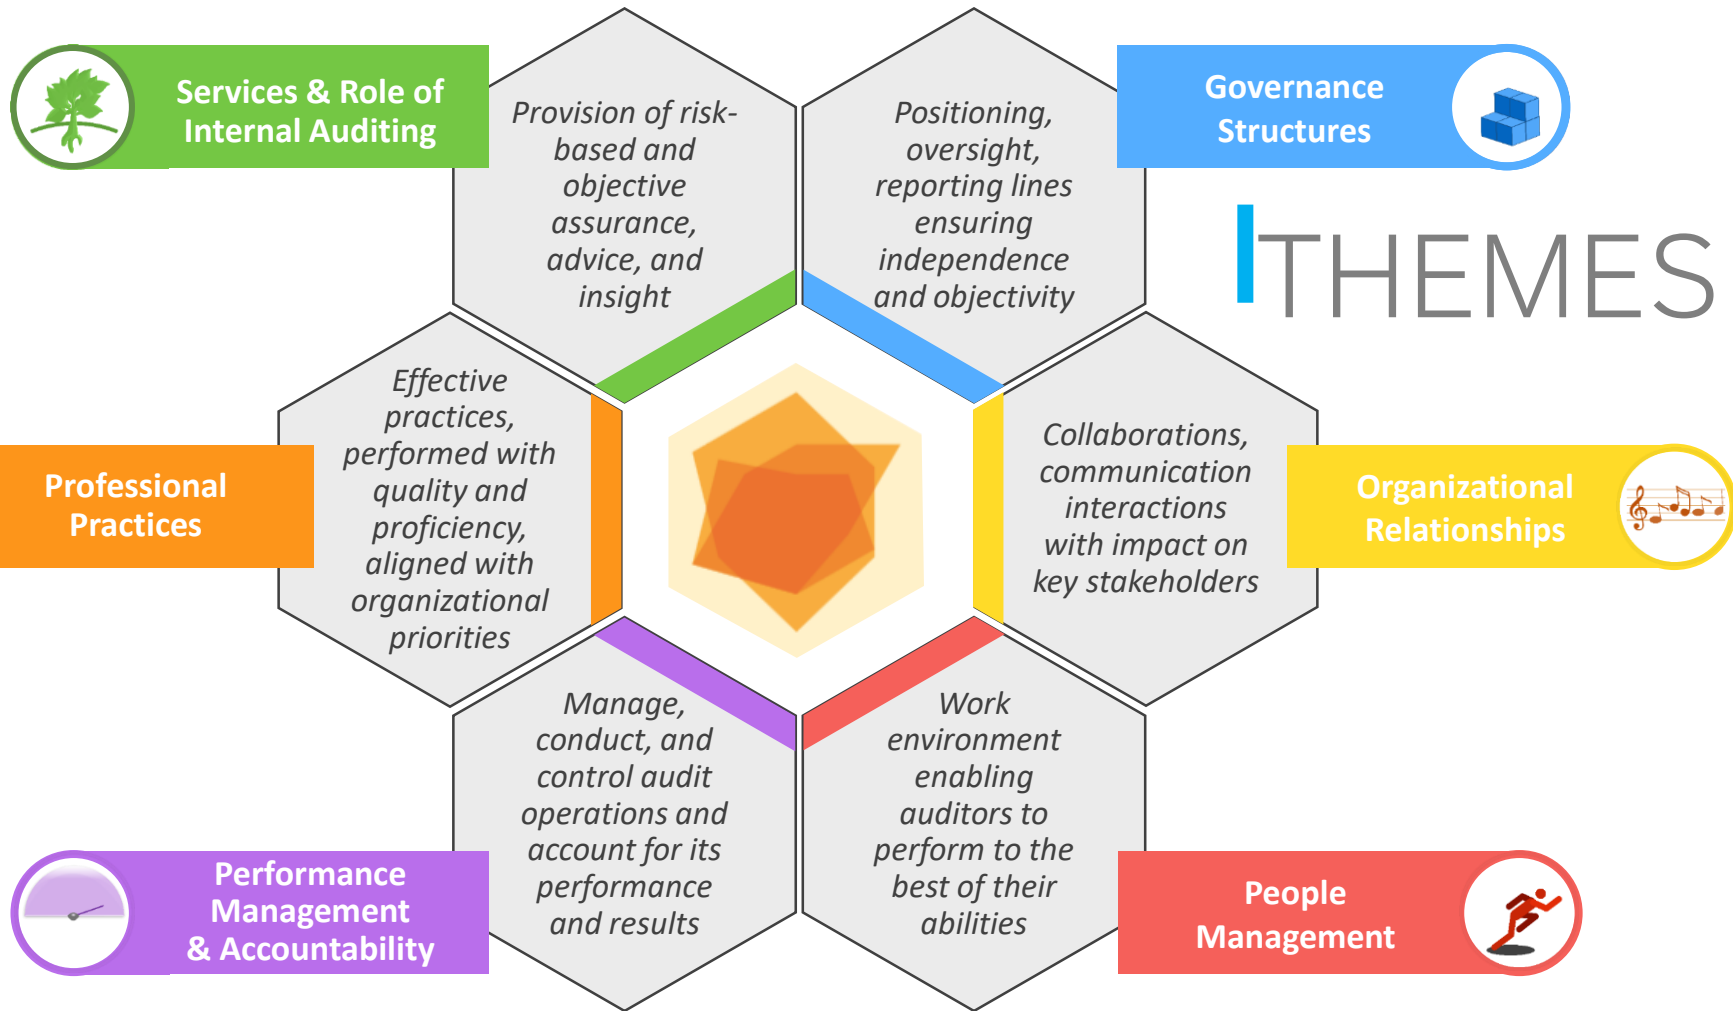 Services & Role of
Internal Auditing
Provision of risk-
based and
objective
assurance,
advice, and
insight
Positioning,
oversight,
reporting lines
ensuring
independence
and objectivity
Governance
Structures
THEMES
Professional
Practices
Effective
practices,
performed with
quality and
proficiency,
aligned with
organizational
priorities
Collaborations,
communication
interactions
with impact on
key stakeholders
Organizational
Relationships
Performance
Management
& Accountability
Manage,
conduct, and
control audit
operations and
account for its
performance
and results
Work
environment
enabling
auditors to
perform to the
best of their
abilities
People
Management